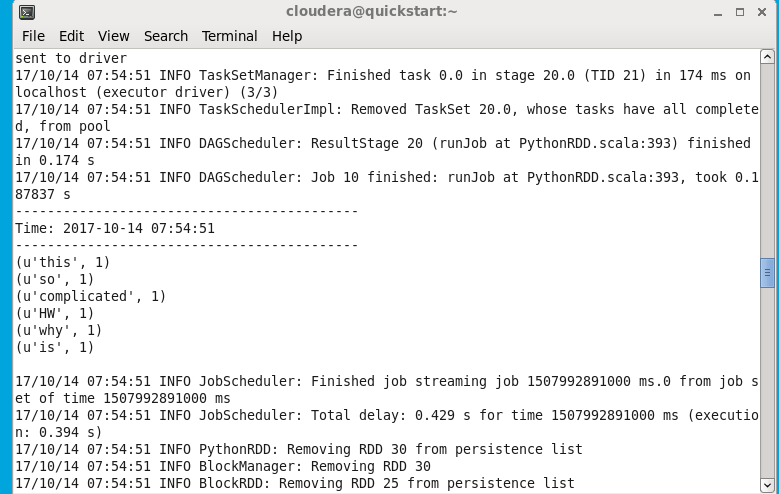 cloudera@quickstart:~
File Edit View Search Terminal Help
sent to driver
17/10/14 07:54:51 INFO TaskSetManager: Finished task 0.0 in stage 20.0 (TID 21) in 174 ms on
localhost (executor driver) (3/3)
17/10/14 07:54:51 INFO TaskSchedulerImpl: Removed TaskSet 20.0, whose tasks have all complete
d, from pool
17/10/14 07:54:51 INFO DAGScheduler: ResultStage 20 (runJob at PythonRDD.scala:393) finished
in 0.174 s
17/10/14 07:54:51 INFO DAGScheduler: Job 10 finished: runJob at PythonRDD.scala:393, took 0.1
87837 s
-------------------------------------------
Time: 2017-10-14 07:54:51
-------------------------------------------
(u'this', 1)
(u'so', 1)
(u'complicated', 1)
(u'HW', 1)
(u'why', 1)
(u'is', 1)
17/10/14 07:54:51 INFO JobScheduler: Finished job streaming job 1507992891000 ms.0 from job s
et of time 1507992891000 ms
17/10/14 07:54:51 INFO JobScheduler: Total delay: 0.429 s for time 1507992891000 ms (executio
n: 0.394 s)
17/10/14 07:54:51 INFO PythonRDD: Removing RDD 30 from persistence list
17/10/14 07:54:51 INFO BlockManager: Removing RDD 30
17/10/14 07:54:51 INFO BlockRDD: Removing RDD 25 from persistence list